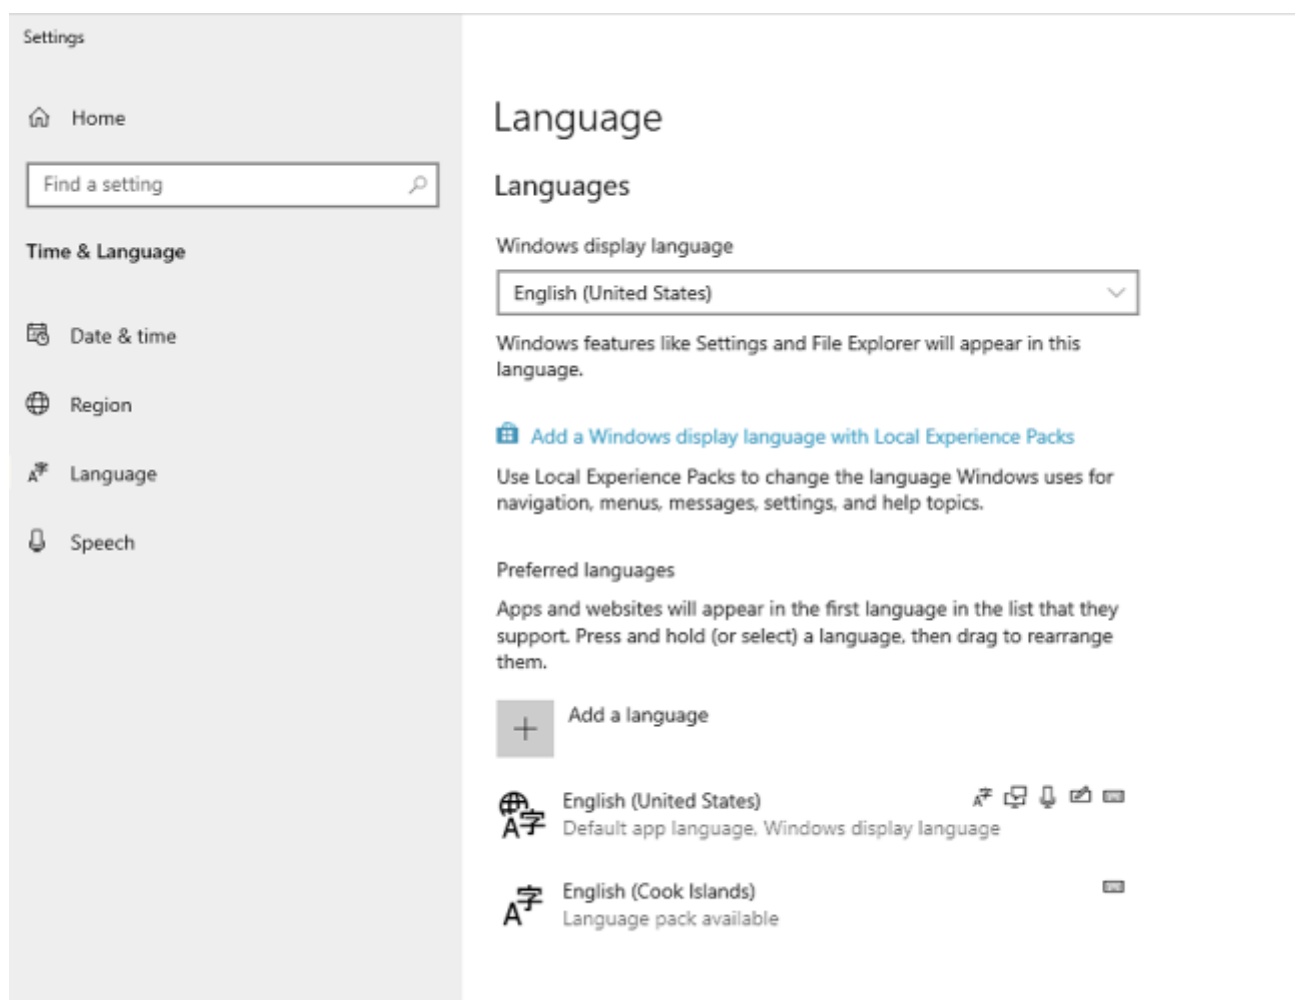 Settings
Home
Find a setting
Time & Language
Date & time
Region
Language
Speech
Language
Languages
Windows display language
English (United States)
Windows features like Settings and File Explorer will appear in this
language.
Add a Windows display language with Local Experience Packs
Use Local Experience Packs to change the language Windows uses for
navigation, menus, messages, settings, and help topics.
Preferred languages
Apps and websites will appear in the first language in the list that they
support. Press and hold (or select) a language, then drag to rearrange
them.
Add a language
English (United States)
Default app language, Windows display language
English (Cook Islands)
Language pack available